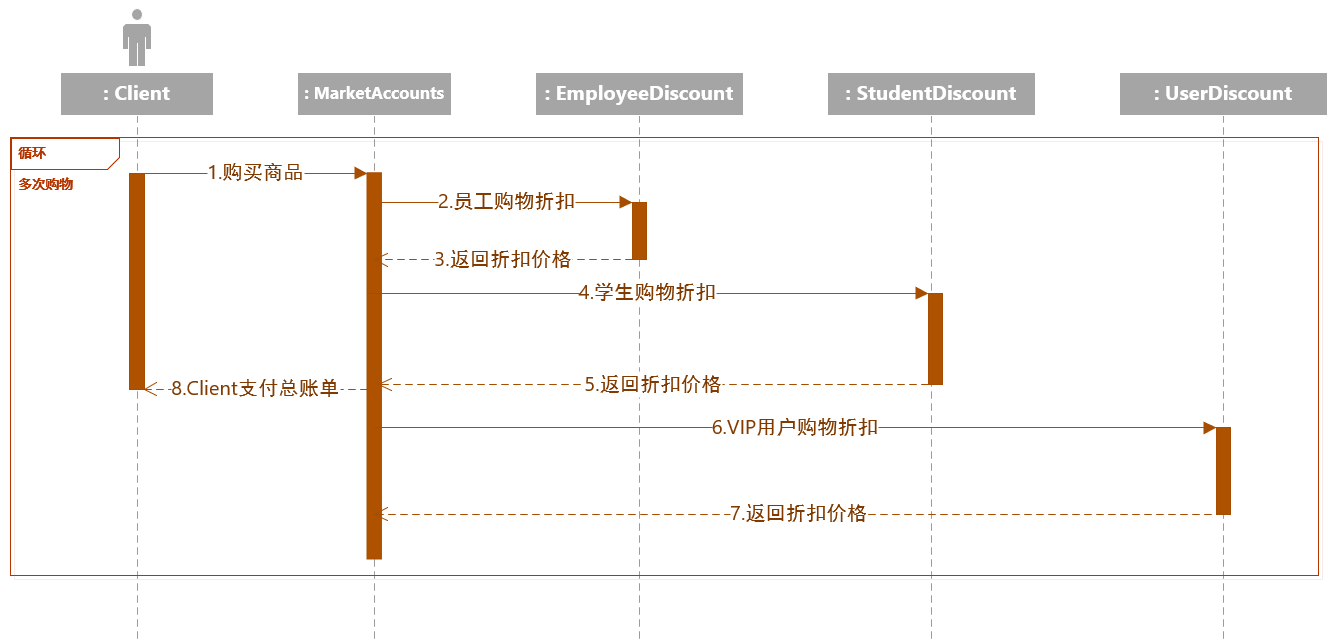 : Client
: MarketAccounts
: EmployeeDiscount
: StudentDiscount
: UserDiscount
循环
多次购物
1.购买商品
2.员工购物折扣
3.返回折扣价格
4.学生购物折扣
5.返回折扣价格
8.Client支付总账单
6.VIP用户购物折扣
7.返回折扣价格